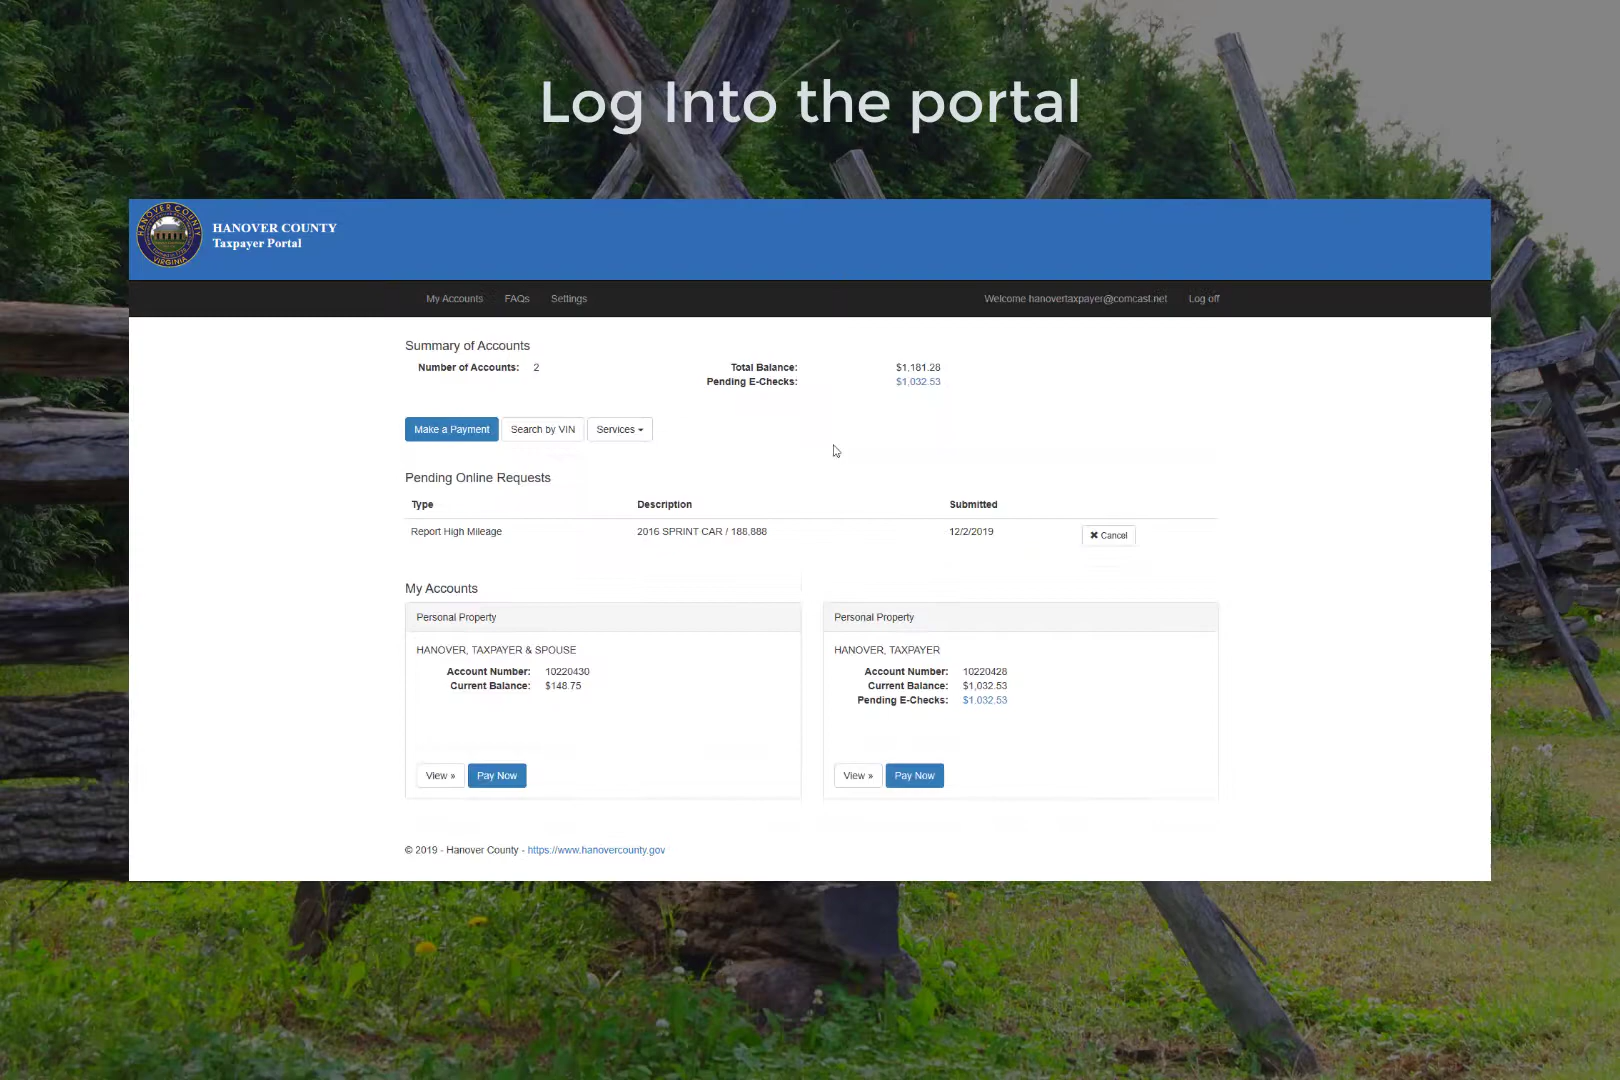 Log Into the portal
HANOVER COUNTY
VIRGINIA
HANOVER COUNTY
Taxpayer Portal
My Accounts FAQs Settings Welcome hanovertaxpayer@comcast.net Log off
Summary of Accounts
Number of Accounts: 2 Total Balance: $1,181.28
Pending E-Checks: $1,032.53
Make a Payment Search by VIN Services
Pending Online Requests
Type Description Submitted
Report High Mileage 2016 SPRINT CAR / 188,888 12/2/2019 Cancel
My Accounts
Personal Property Personal Property
HANOVER, TAXPAYER & SPOUSE HANOVER, TAXPAYER
Account Number: 10220430 Account Number: 10220428
Current Balance: $148.75 Current Balance: $1,032.53
Pending E-Checks: $1,032.53
View » Pay Now View » Pay Now
© 2019 - Hanover County - https://www.hanovercounty.gov